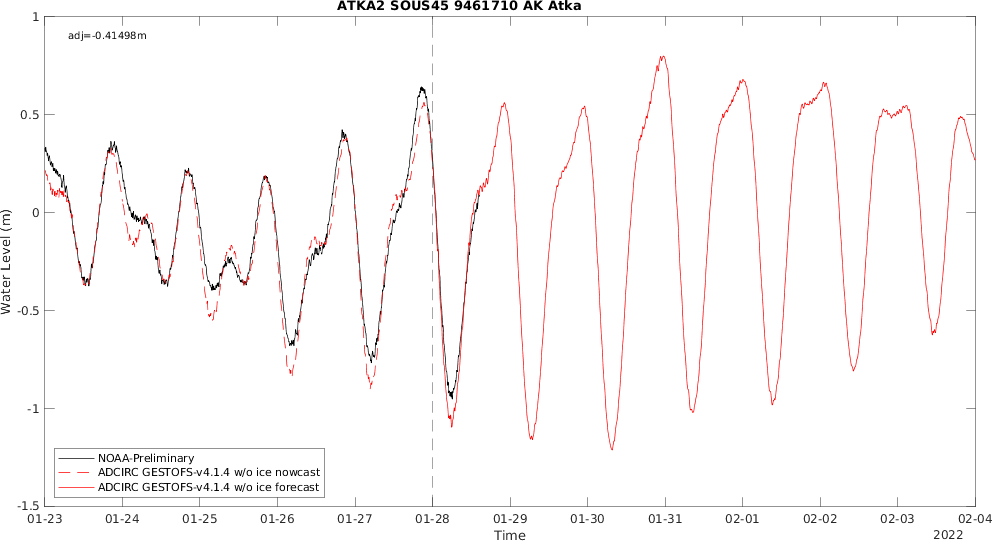 ATKA2 SOUS45 9461710 AK Atka
adj=-0.41498m
1
0.5
0
-0.5
-1
-1.5
Water Level (m)
NOAA-Preliminary
ADCIRC GESTOFS-v4.1.4 w/o ice nowcast
ADCIRC GESTOFS-v4.1.4 w/o ice forecast
01-23 01-24 01-25 01-26 01-27 01-28 01-29 01-30 01-31 02-01 02-02 02-03 02-04
Time
2022